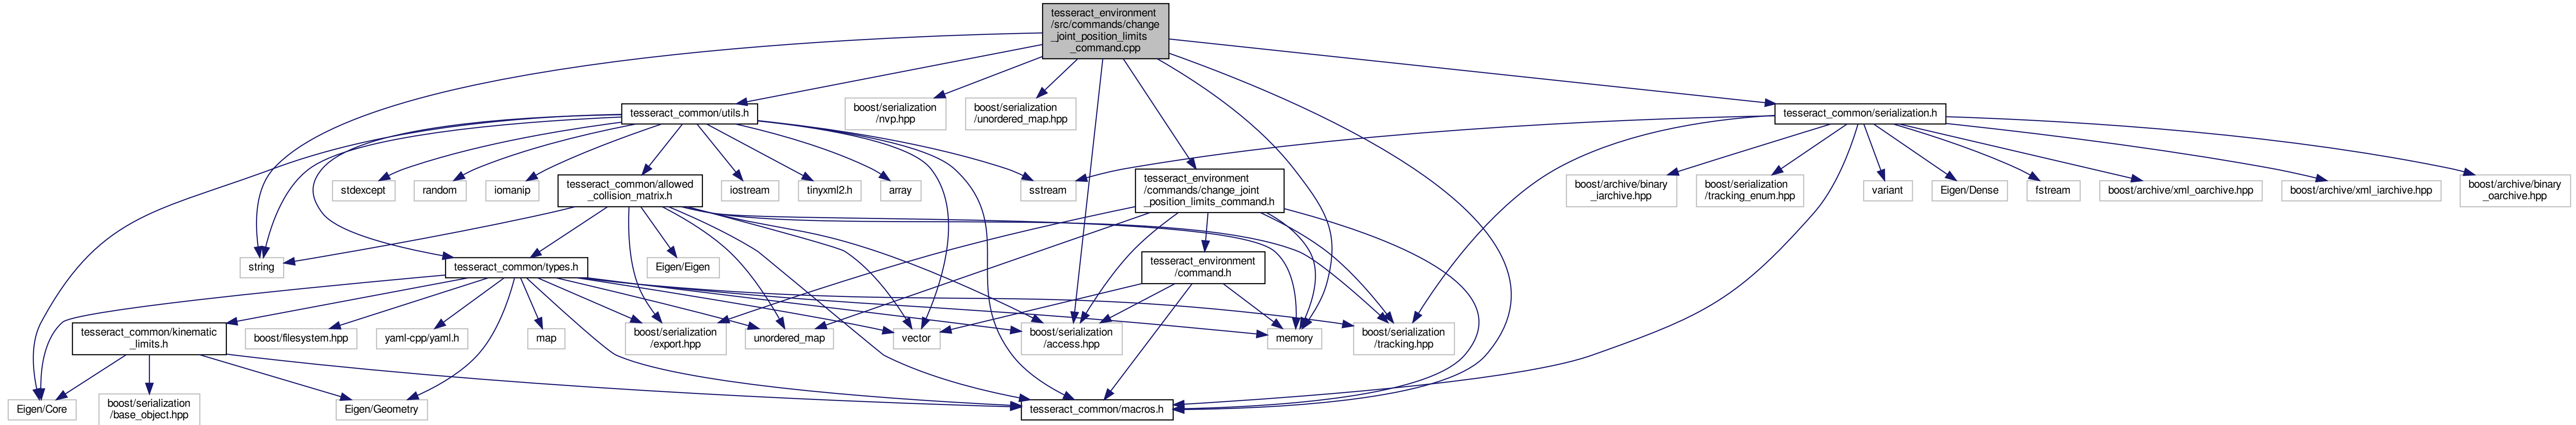 tesseract_environment
/src/commands/change
_joint_position_limits
_command.cpp
tesseract_common/utils.h
boost/serialization
/nvp.hpp
boost/serialization
/unordered_map.hpp
tesseract_common/serialization.h
stdexcept
random
iomanip
tesseract_common/allowed
_collision_matrix.h
iostream
tinyxml2.h
array
sstream
tesseract_environment
/commands/change_joint
_position_limits_command.h
boost/archive/binary
_iarchive.hpp
boost/serialization
/tracking_enum.hpp
variant
Eigen/Dense
fstream
boost/archive/xml_oarchive.hpp
boost/archive/xml_iarchive.hpp
boost/archive/binary
_oarchive.hpp
string
tesseract_common/types.h
Eigen/Eigen
tesseract_environment
/command.h
tesseract_common/kinematic
_limits.h
boost/filesystem.hpp
yaml-cpp/yaml.h
map
boost/serialization
/export.hpp
unordered_map
vector
boost/serialization
/access.hpp
memory
boost/serialization
/tracking.hpp
Eigen/Core
boost/serialization
/base_object.hpp
Eigen/Geometry
tesseract_common/macros.h